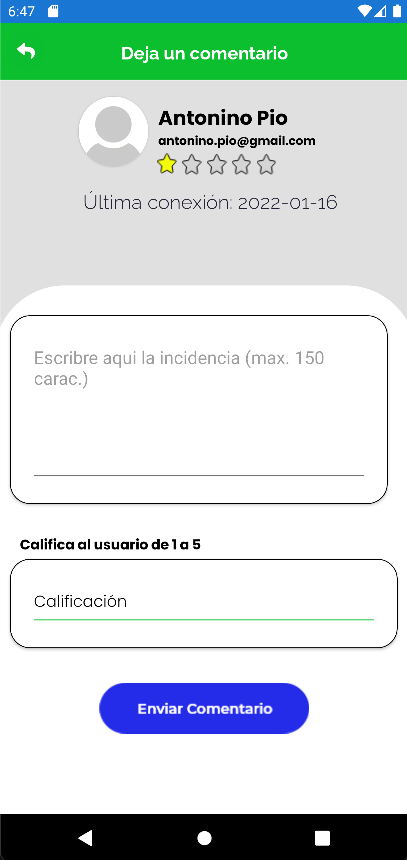 6:47
Deja un comentario
Antonino Pio
antonino.pio@gmail.com
Última conexión: 2022-01-16
Escribre aqui la incidencia (max. 150
carac.)
Califica al usuario de 1 a 5
Calificación
Enviar Comentario